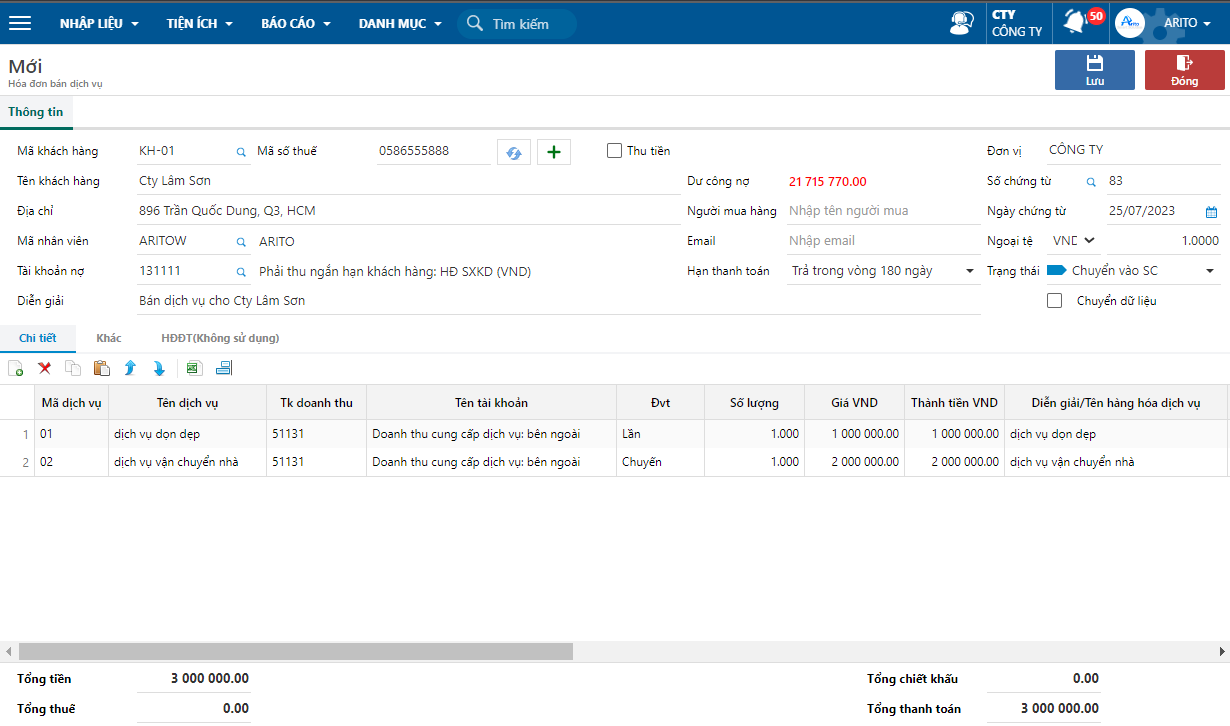 NHẬP LIỆU TIỆN ÍCH BÁO CÁO DANH MỤC Tìm kiếm CTY CÔNG TY 50 Arito ARITO
Mới
Hóa đơn bán dịch vụ
Lưu Đóng
Thông tin
Mã khách hàng KH-01 Mã số thuế 0586555888 Thu tiền Đơn vị CÔNG TY
Tên khách hàng Cty Lâm Sơn Dư công nợ 21 715 770.00 Số chứng từ 83
Địa chỉ 896 Trần Quốc Dung, Q3, HCM Người mua hàng Nhập tên người mua Ngày chứng từ 25/07/2023
Mã nhân viên ARITOW ARITO Email Nhập email Ngoại tệ VND 1.0000
Tài khoản nợ 131111 Phải thu ngắn hạn khách hàng: HĐ SXKD (VND) Hạn thanh toán Trả trong vòng 180 ngày Trạng thái Chuyển vào SC
Diễn giải Bán dịch vụ cho Cty Lâm Sơn Chuyển dữ liệu
Chi tiết Khác HĐĐT(Không sử dụng)
Mã dịch vụ Tên dịch vụ Tk doanh thu Tên tài khoản Đvt Số lượng Giá VND Thành tiền VND Diễn giải/Tên hàng hóa dịch vụ
1 01 dịch vụ dọn dẹp 51131 Doanh thu cung cấp dịch vụ: bên ngoài Lần 1.000 1 000 000.00 1 000 000.00 dịch vụ dọn dẹp
2 02 dịch vụ vận chuyển nhà 51131 Doanh thu cung cấp dịch vụ: bên ngoài Chuyến 1.000 2 000 000.00 2 000 000.00 dịch vụ vận chuyển nhà
Tổng tiền 3 000 000.00 Tổng chiết khấu 0.00
Tổng thuế 0.00 Tổng thanh toán 3 000 000.00